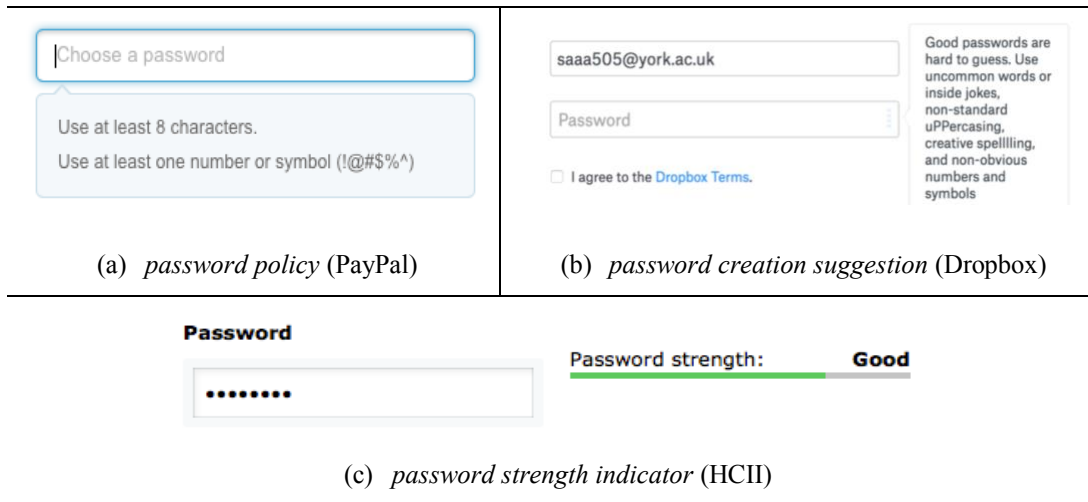 Choose a password
Use at least 8 characters.
Use at least one number or symbol (!@#$%^)
(a) password policy (PayPal)
saaa505@york.ac.uk
Password
I agree to the Dropbox Terms.
Good passwords are
hard to guess. Use
uncommon words or
inside jokes,
non-standard
uPPercasing,
creative spelllling,
and non-obvious
numbers and
symbols
(b) password creation suggestion (Dropbox)
Password
••••••••
Password strength: Good
(c) password strength indicator (HCII)